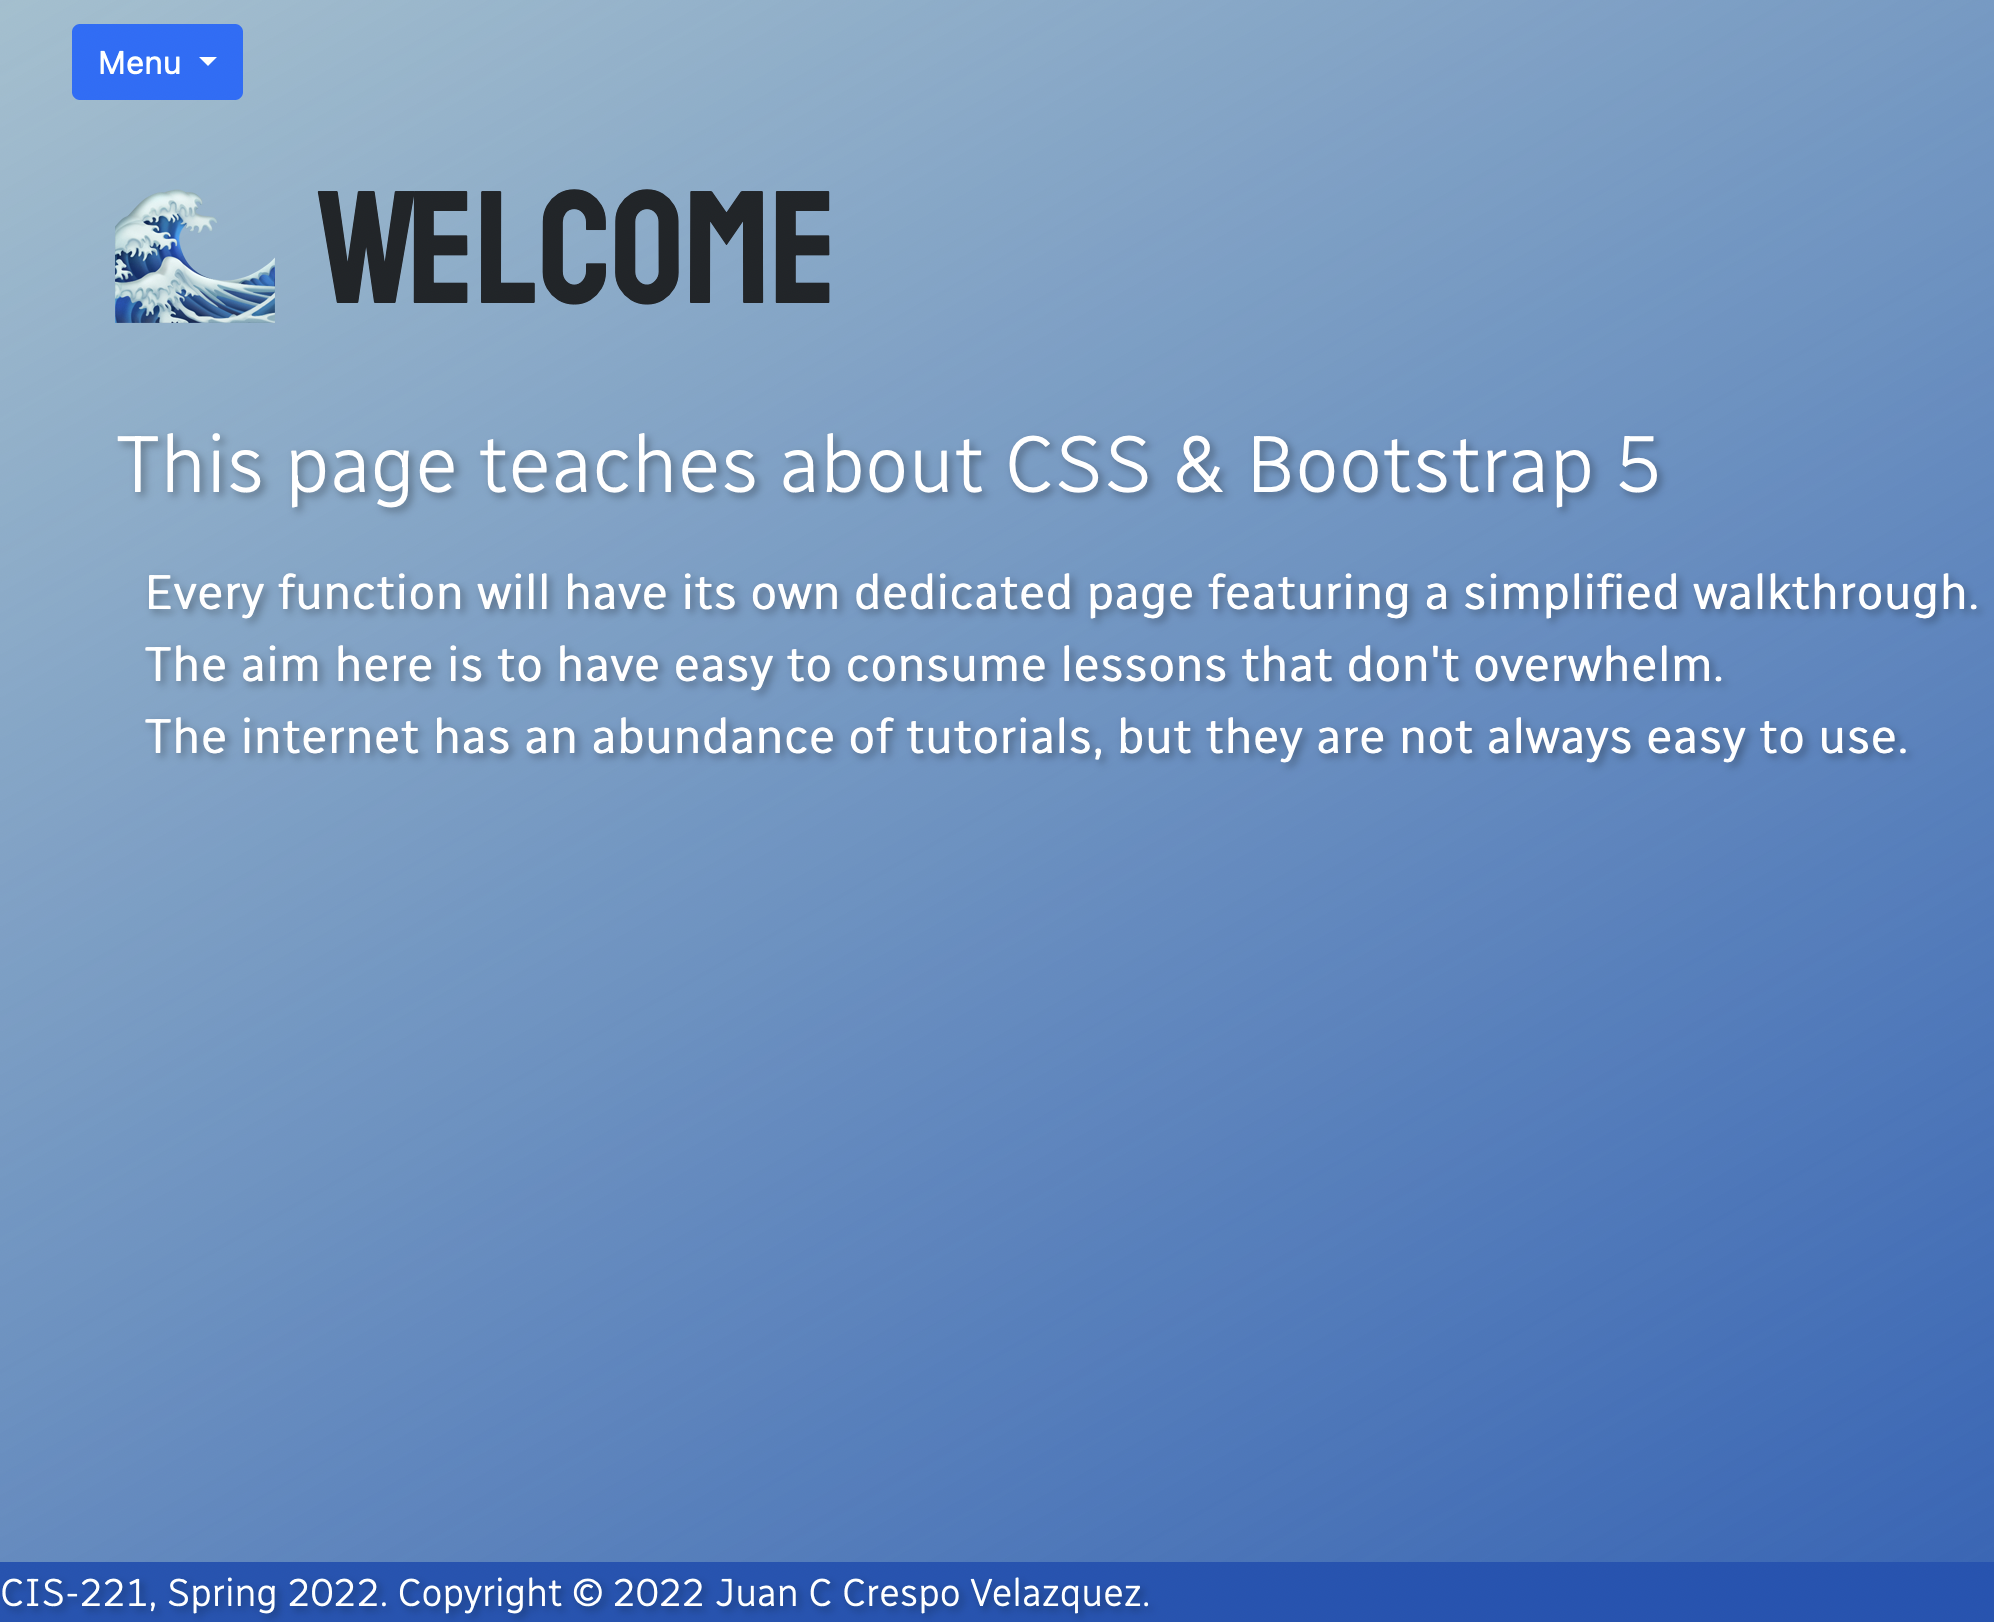 Menu
WELCOME
This page teaches about CSS & Bootstrap 5
Every function will have its own dedicated page featuring a simplified walkthrough.
The aim here is to have easy to consume lessons that don't overwhelm.
The internet has an abundance of tutorials, but they are not always easy to use.
CIS-221, Spring 2022. Copyright © 2022 Juan C Crespo Velazquez.